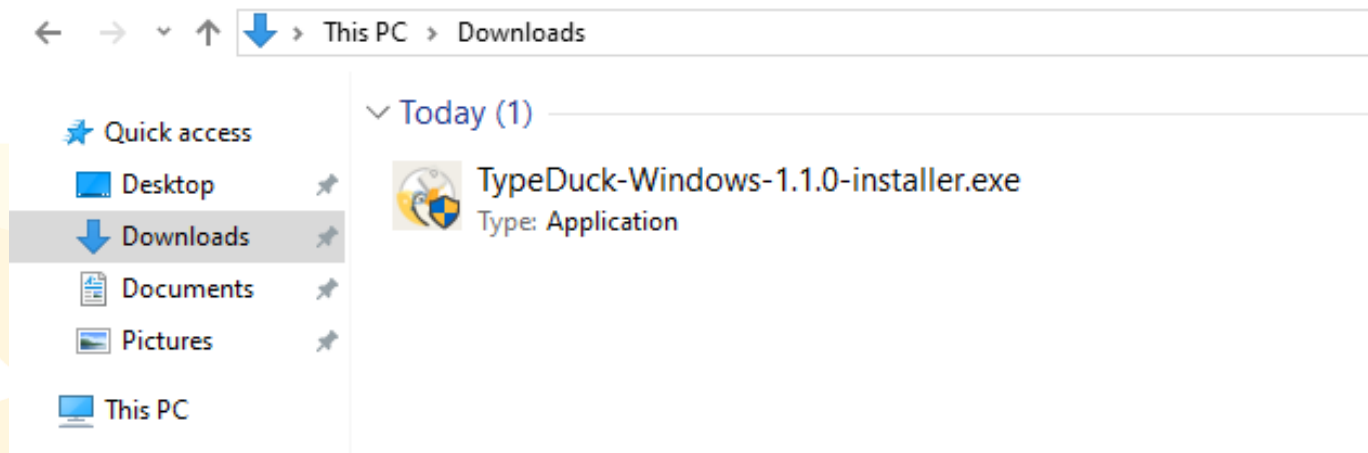 This PC > Downloads
Quick access
Desktop
Downloads
Documents
Pictures
This PC
Today (1)
TypeDuck-Windows-1.1.0-installer.exe
Type: Application